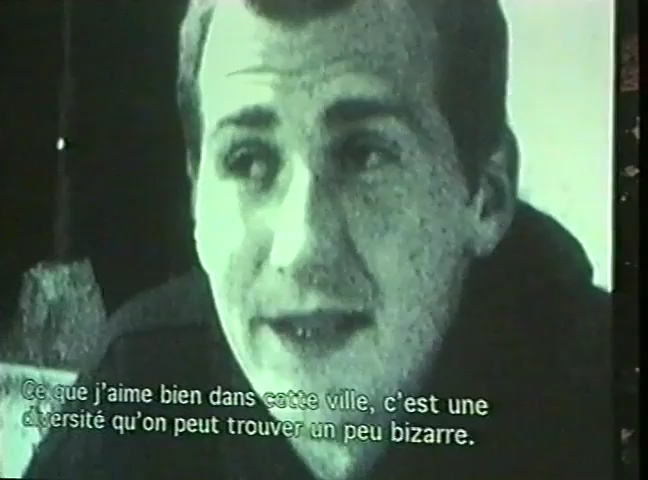 Ce que j'aime bien dans cette ville, c'est une
diversité qu'on peut trouver un peu bizarre.